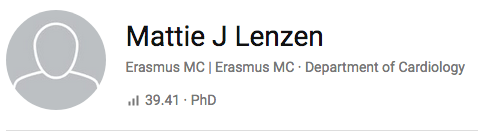 Mattie J Lenzen
Erasmus MC | Erasmus MC · Department of Cardiology
39.41 · PhD